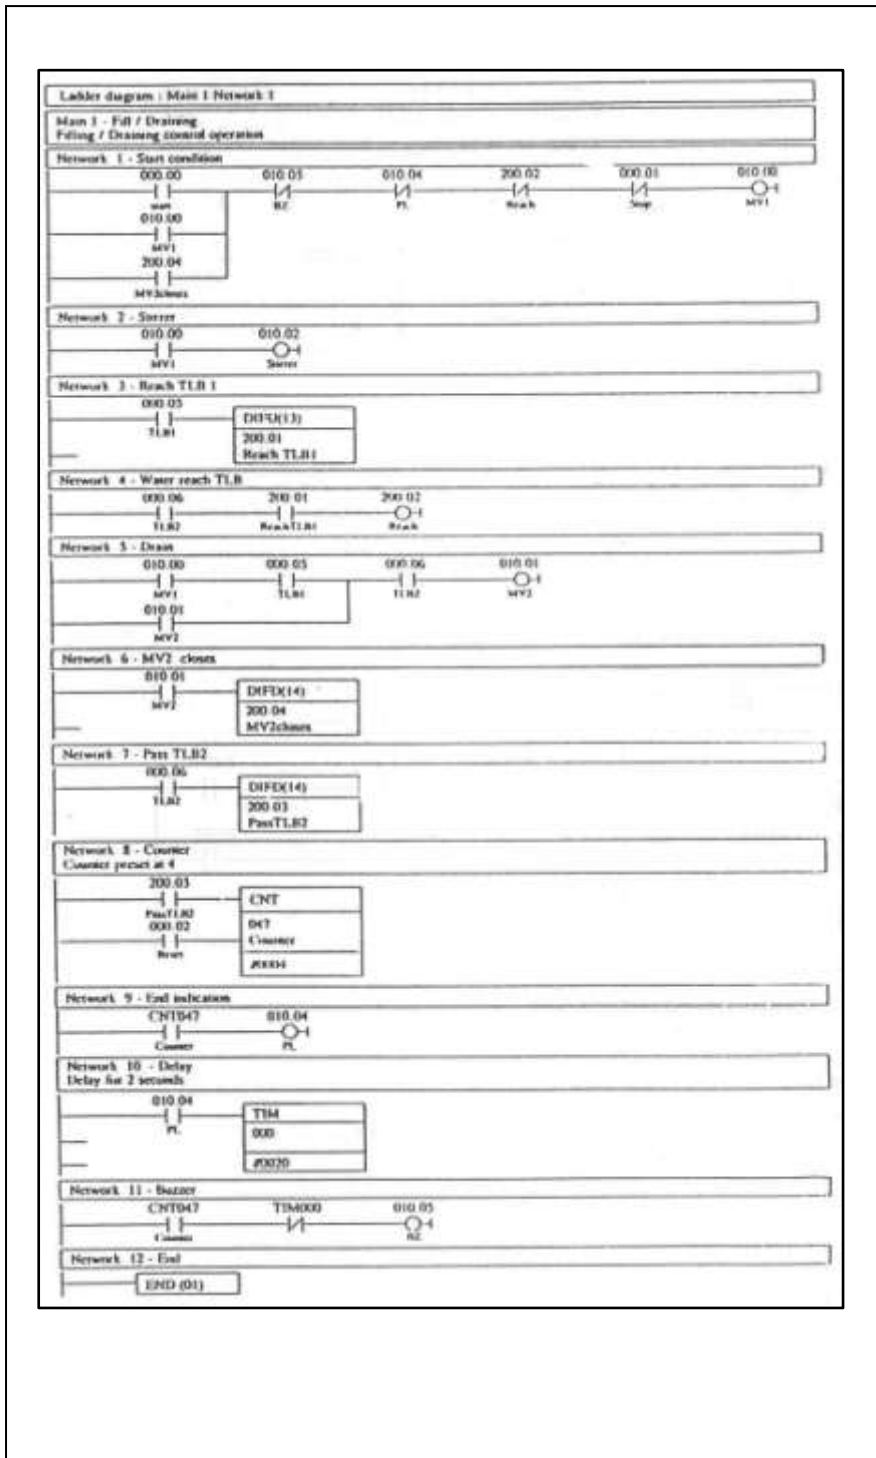 Ladder diagram : Main 1 Network 1
Main 1 - Fill / Draining
Filling / Draining control operation
Network 1 - Start condition
000.00 010.05 010.04 200.02 000.01 010.00
start BZ PL Reach Stop MV1
010.00
MV1
200.04
MV2closes
Network 2 - Stirrer
010.00 010.02
MV1 Stirrer
Network 3 - Reach TLB 1
000.05
TLB1
DIFU(13)
200.01
Reach TLB1
Network 4 - Water reach TLB
000.06 200.01 200.02
TLB2 ReachTLB1 Reach
Network 5 - Drain
010.00 000.05 000.06 010.01
MV1 TLB1 TLB2 MV2
010.01
MV2
Network 6 - MV2 closes
010.01
MV2
DIFD(14)
200.04
MV2closes
Network 7 - Pass TLB2
000.06
TLB2
DIFD(14)
200.03
PassTLB2
Network 8 - Counter
Counter preset at 4
200.03
PassTLB2
CNT
000.02
Reset
047
Counter
#0004
Network 9 - End indication
CNT047 010.04
Counter PL
Network 10 - Delay
Delay for 2 seconds
010.04
PL
TIM
000
#0020
Network 11 - Buzzer
CNT047 TIM000 010.05
Counter BZ
Network 12 - End
END (01)